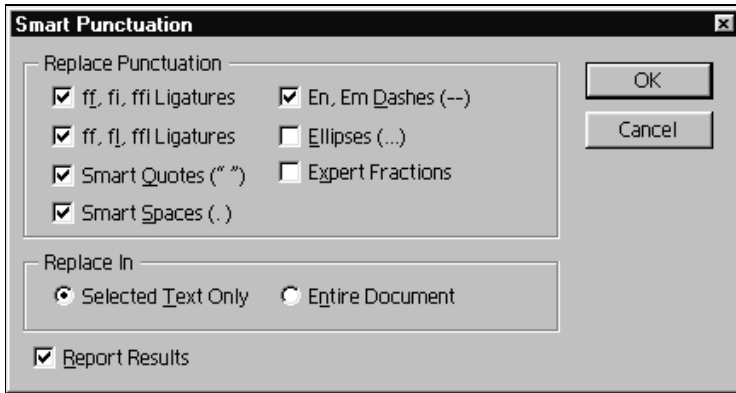 Smart Punctuation
Replace Punctuation
ff, fi, ffi Ligatures
ff, fl, ffl Ligatures
Smart Quotes (“ ”)
Smart Spaces (. )
En, Em Dashes (--)
Ellipses (...)
Expert Fractions
OK
Cancel
Replace In
Selected Text Only
Entire Document
Report Results